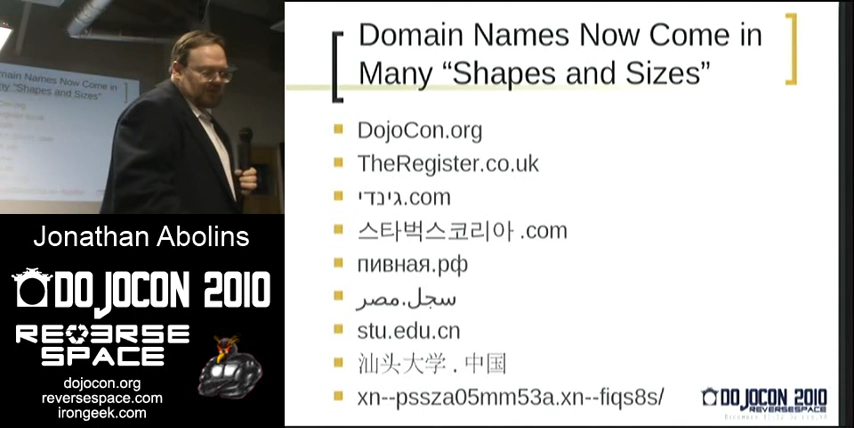 Domain Names Now Come in
Many “Shapes and Sizes”
DojoCon.org
TheRegister.co.uk
גינדי.com
스타벅스코리아 .com
пивная.рф
سجل.مصر
stu.edu.cn
汕头大学 . 中国
xn--pssza05mm53a.xn--fiqs8s/
Jonathan Abolins
DOJOCON 2010
REVERSE
SPACE
dojocon.org
reversespace.com
irongeek.com
DOJOCON 2010
REVERSESPACE